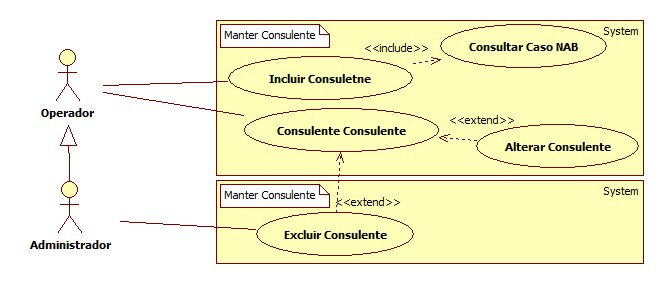 Manter Consulente
System
<<include>>
Consultar Caso NAB
Incluir Consuletne
Operador
<<extend>>
Consulente Consulente
Alterar Consulente
Manter Consulente
System
<<extend>>
Excluir Consulente
Administrador